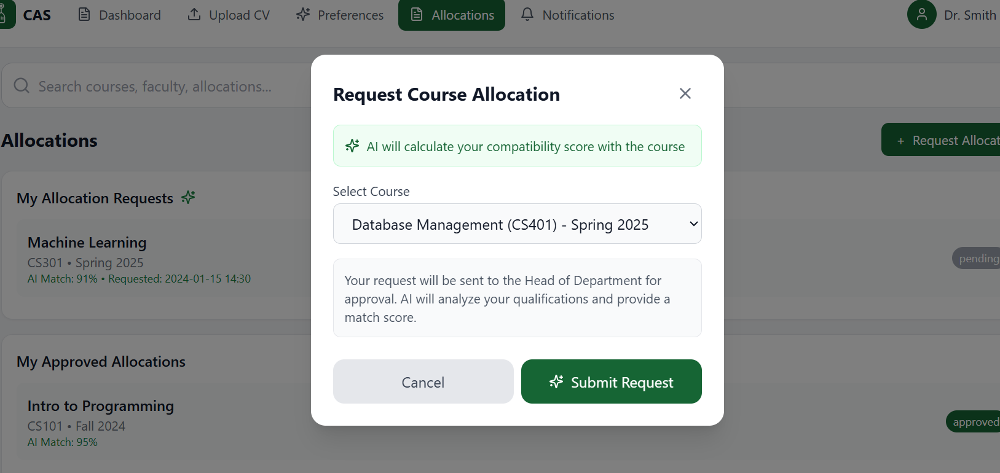 CAS
Dashboard
Upload CV
Preferences
Allocations
Notifications
Dr. Smith
Search courses, faculty, allocations...
Allocations
+ Request Allocat
My Allocation Requests
Machine Learning
CS301 • Spring 2025
AI Match: 91% • Requested: 2024-01-15 14:30
pending
My Approved Allocations
Intro to Programming
CS101 • Fall 2024
AI Match: 95%
approved
Request Course Allocation
AI will calculate your compatibility score with the course
Select Course
Database Management (CS401) - Spring 2025
Your request will be sent to the Head of Department for
approval. AI will analyze your qualifications and provide a
match score.
Cancel
Submit Request